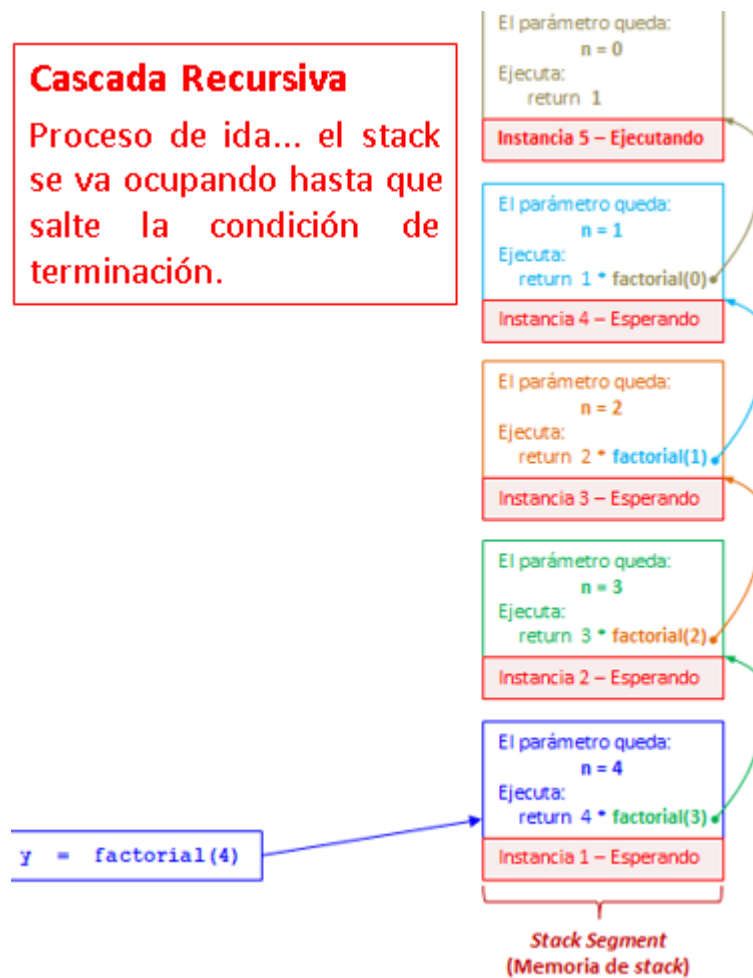 Cascada Recursiva
Proceso de ida... el stack
se va ocupando hasta que
salte la condición de
terminación.
El parámetro queda:
n = 0
Ejecuta:
return 1
Instancia 5 – Ejecutando
El parámetro queda:
n = 1
Ejecuta:
return 1 * factorial(0)
Instancia 4 – Esperando
El parámetro queda:
n = 2
Ejecuta:
return 2 * factorial(1)
Instancia 3 – Esperando
El parámetro queda:
n = 3
Ejecuta:
return 3 * factorial(2)
Instancia 2 – Esperando
El parámetro queda:
n = 4
Ejecuta:
return 4 * factorial(3)
Instancia 1 – Esperando
y = factorial(4)
Stack Segment
(Memoria de stack)